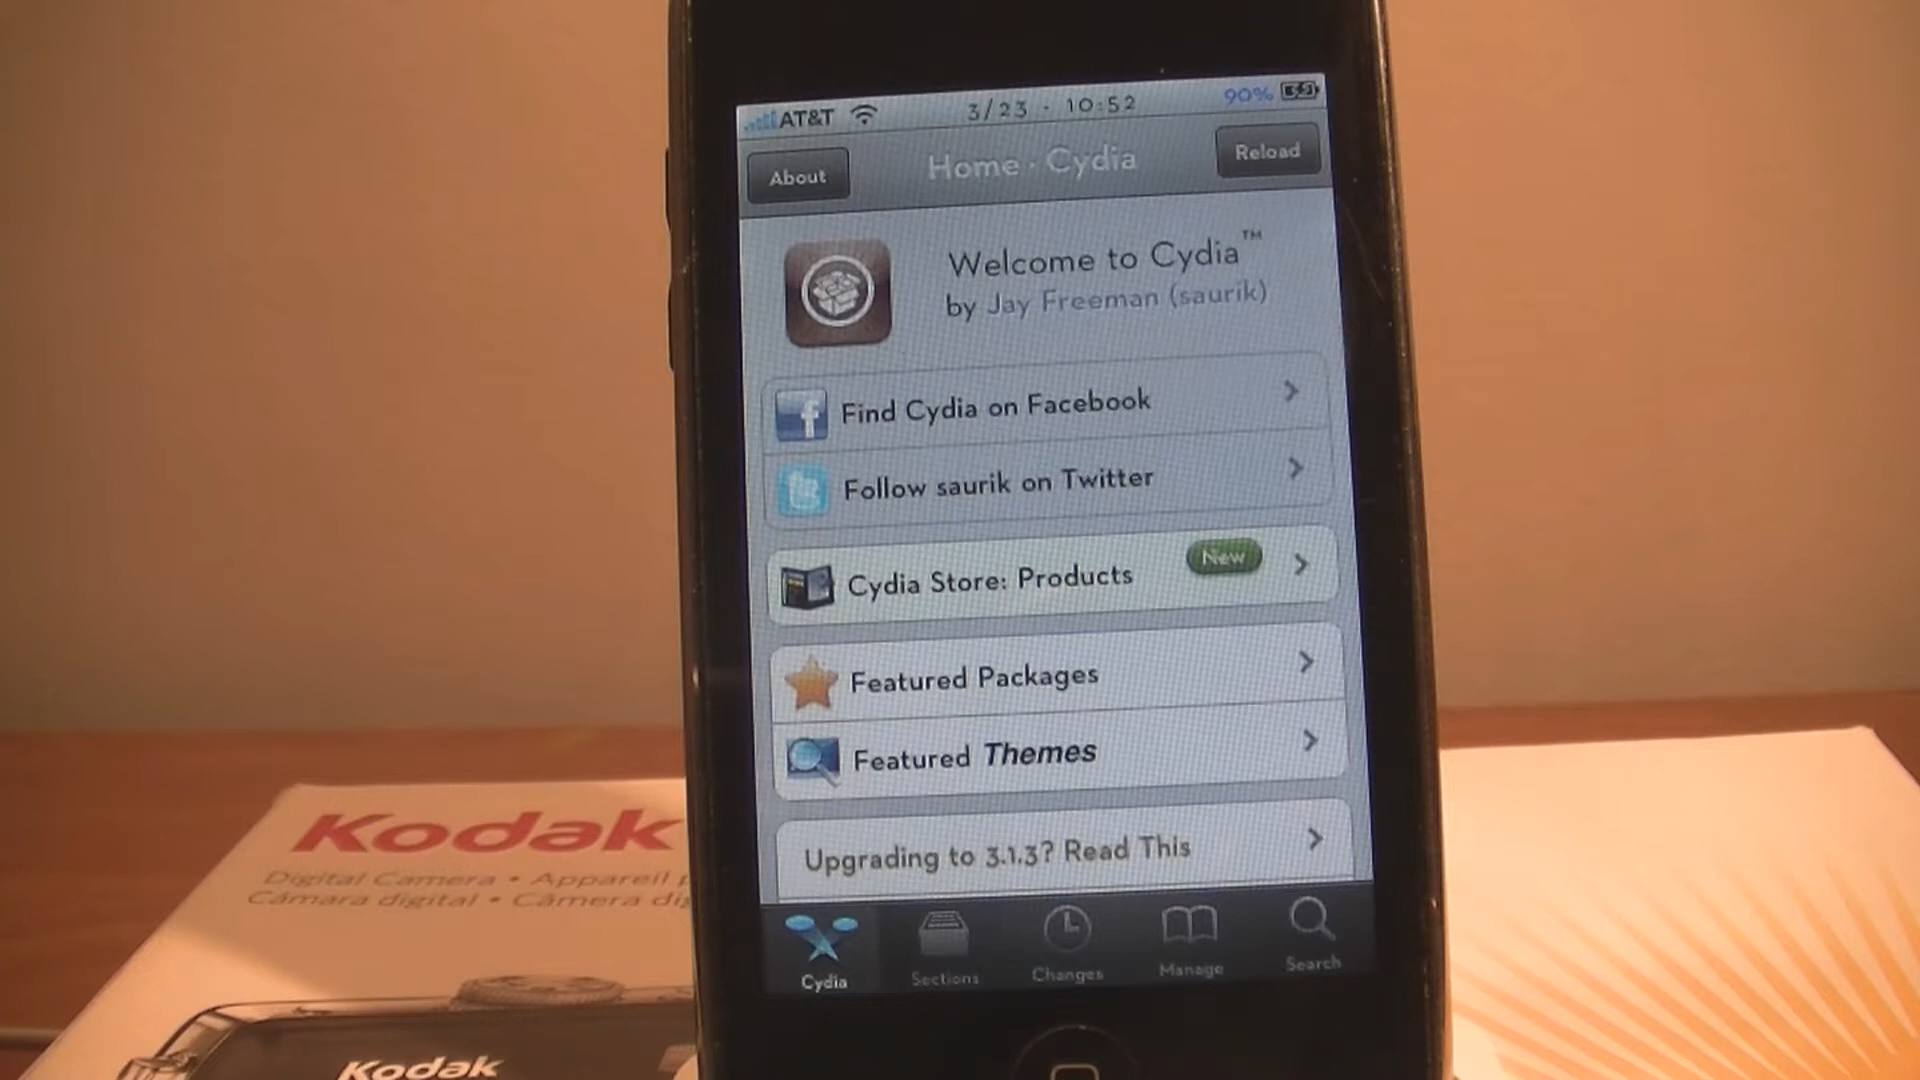 AT&T 3/23 - 10:52 90%
About Home · Cydia Reload
Welcome to Cydia™
by Jay Freeman (saurik)
Find Cydia on Facebook
Follow saurik on Twitter
Cydia Store: Products New
Featured Packages
Featured Themes
Upgrading to 3.1.3? Read This
Cydia Sections Changes Manage Search
Kodak
Digital Camera • Appareil
Cámara digital • Câmera
Kodak